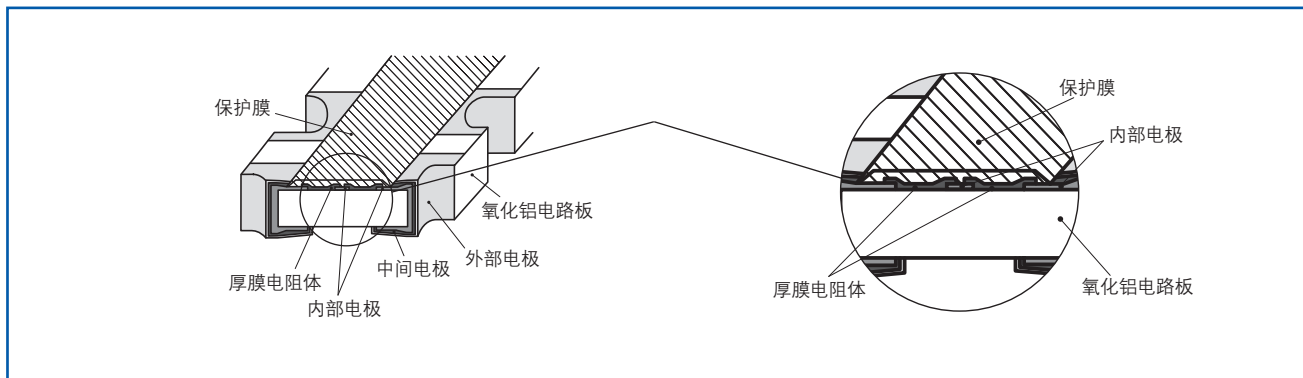 保护膜
氧化铝电路板
外部电极
中间电极
厚膜电阻体
内部电极
保护膜
内部电极
厚膜电阻体
氧化铝电路板